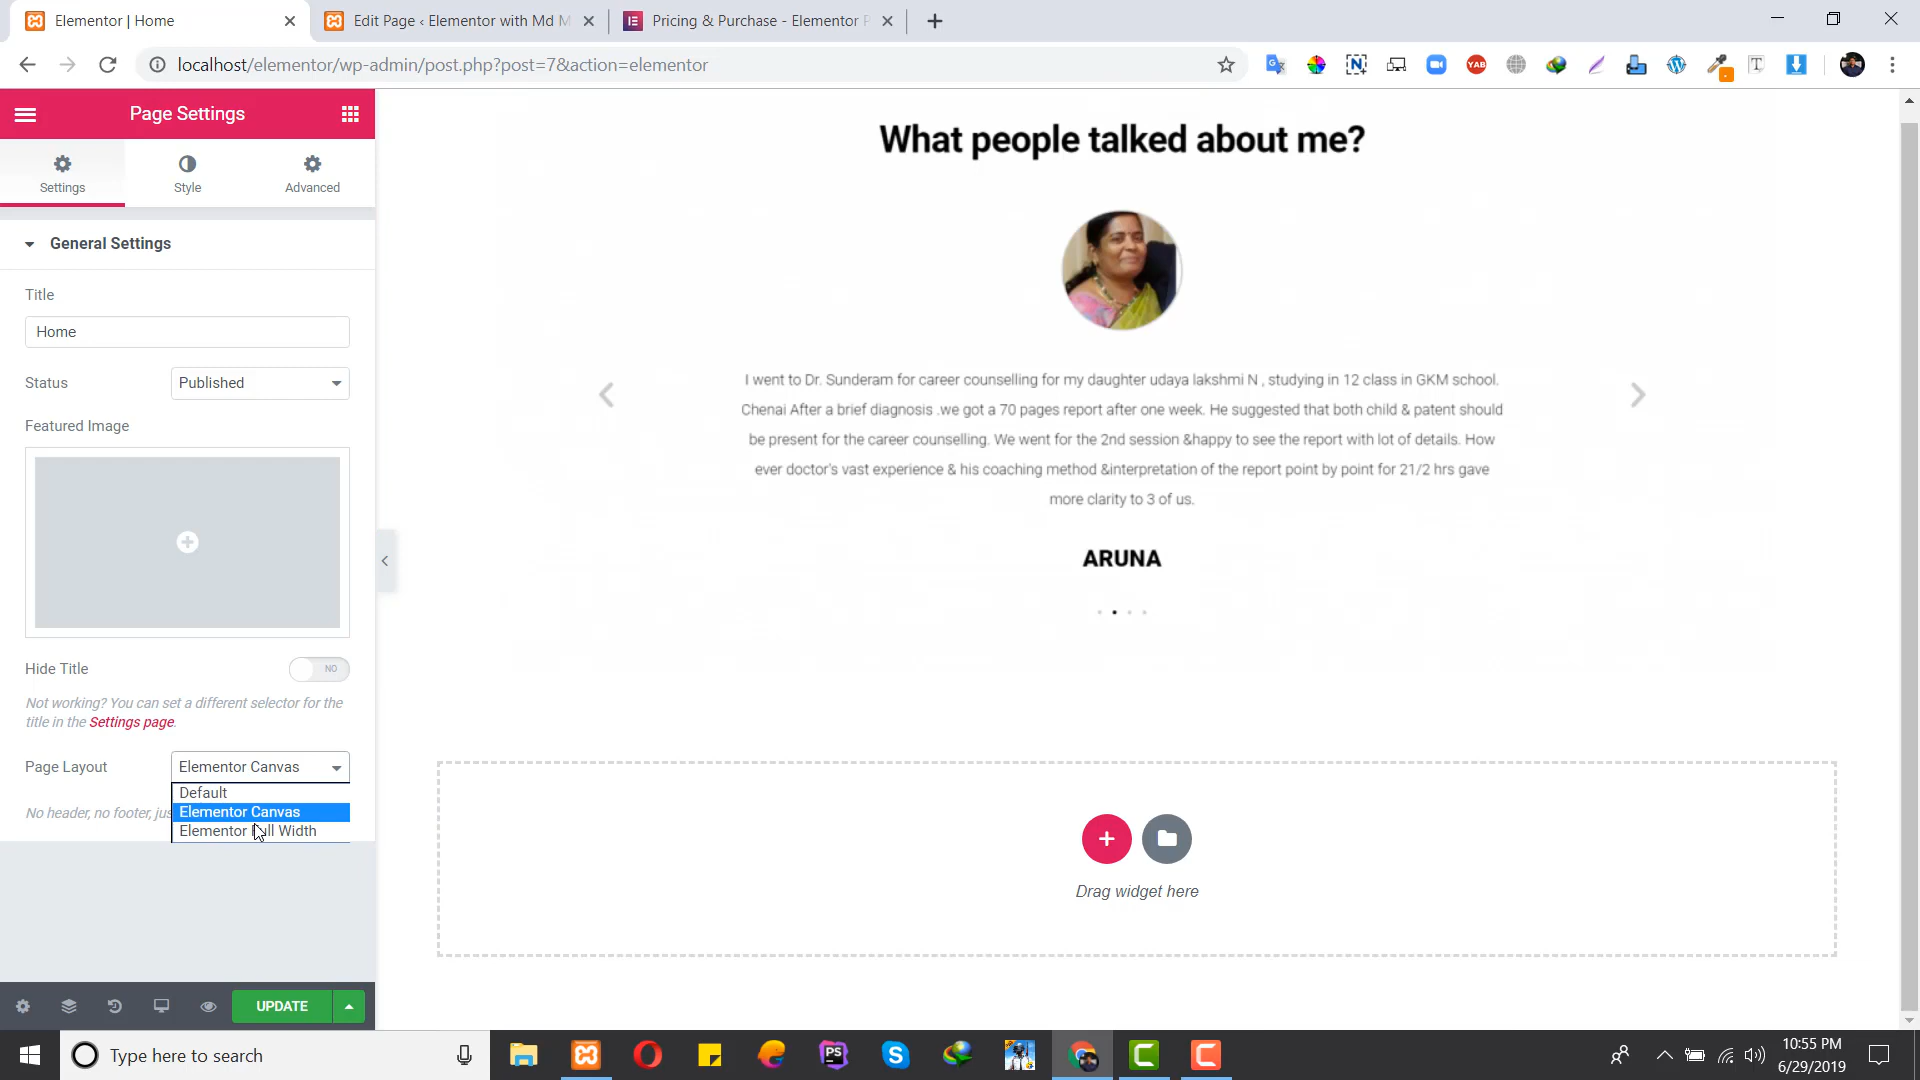 Elementor | Home
Edit Page ‹ Elementor with Md M
Pricing & Purchase - Elementor P
localhost/elementor/wp-admin/post.php?post=7&action=elementor
YAB
Page Settings
Settings
Style
Advanced
General Settings
Title
Home
Status
Published
Featured Image
Hide Title
NO
Not working? You can set a different selector for the
title in the Settings page.
Page Layout
Elementor Canvas
Default
Elementor Canvas
No header, no footer, jus
Elementor Full Width
UPDATE
What people talked about me?
I went to Dr. Sunderam for career counselling for my daughter udaya lakshmi N , studying in 12 class in GKM school.
Chenai After a brief diagnosis .we got a 70 pages report after one week. He suggested that both child & patent should
be present for the career counselling. We went for the 2nd session &happy to see the report with lot of details. How
ever doctor's vast experience & his coaching method &interpretation of the report point by point for 21/2 hrs gave
more clarity to 3 of us.
ARUNA
Drag widget here
Type here to search
PS
10:55 PM
6/29/2019